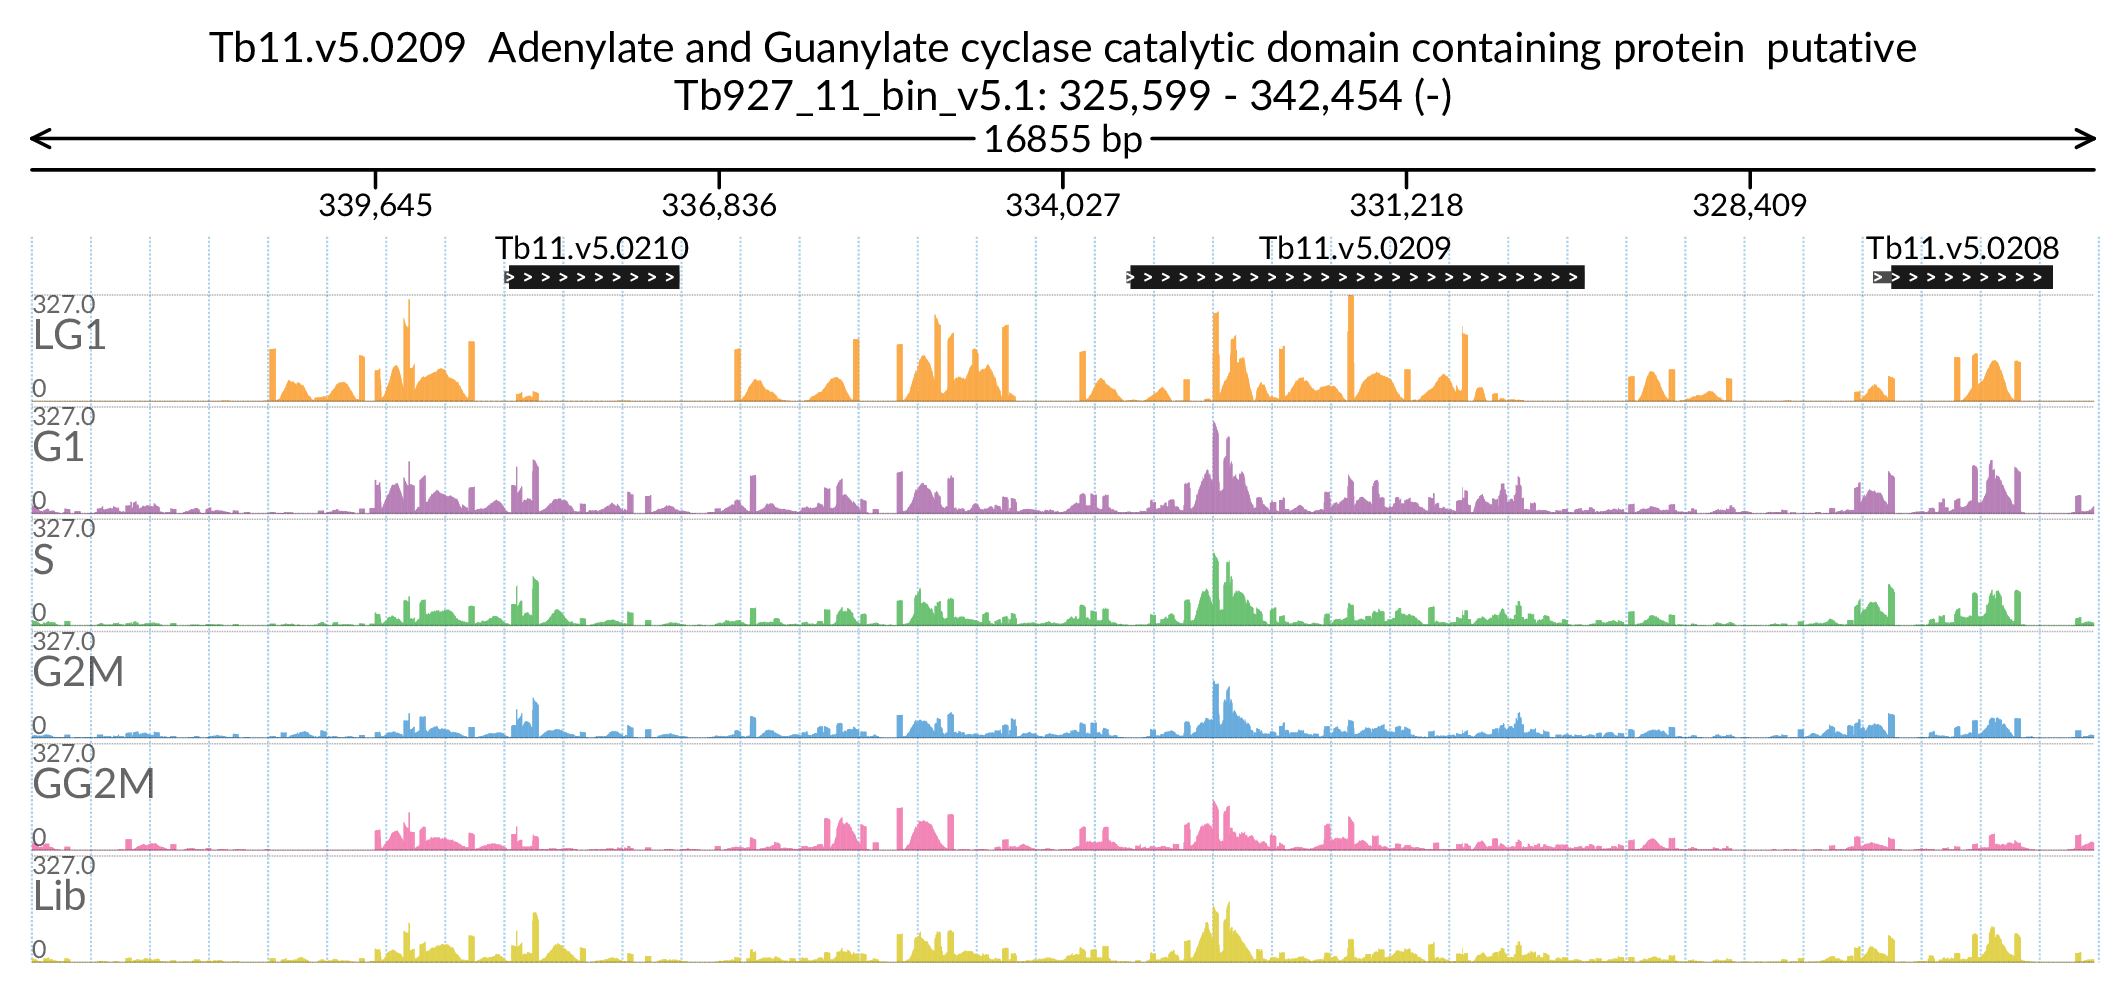 Tb11.v5.0209 Adenylate and Guanylate cyclase catalytic domain containing protein putative
Tb927_11_bin_v5.1: 325,599 - 342,454 (-)
16855 bp
339,645 336,836 334,027 331,218 328,409
Tb11.v5.0210 Tb11.v5.0209 Tb11.v5.0208
327.0
LG1
0
327.0
G1
0
327.0
S
0
327.0
G2M
0
327.0
GG2M
0
327.0
Lib
0